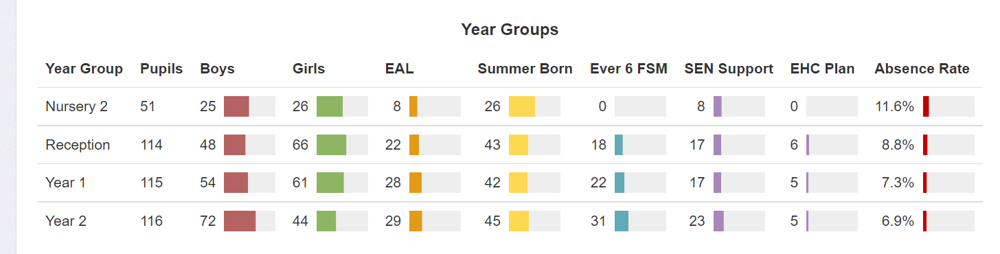 Year Groups
Year Group Pupils Boys Girls EAL Summer Born Ever 6 FSM SEN Support EHC Plan Absence Rate
Nursery 2 51 25 26 8 26 0 8 0 11.6%
Reception 114 48 66 22 43 18 17 6 8.8%
Year 1 115 54 61 28 42 22 17 5 7.3%
Year 2 116 72 44 29 45 31 23 5 6.9%